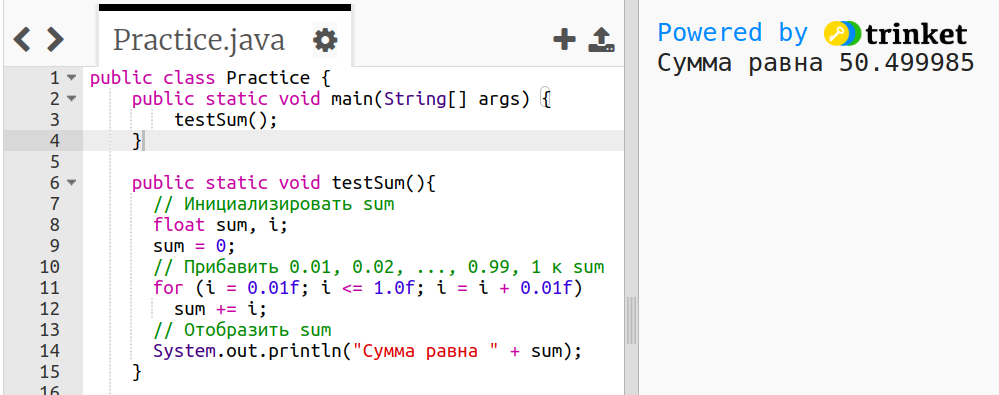 Practice.java
1 public class Practice {
2 public static void main(String[] args) {
3 testSum();
4 }
5
6 public static void testSum(){
7 // Инициализировать sum
8 float sum, i;
9 sum = 0;
10 // Прибавить 0.01, 0.02, ..., 0.99, 1 к sum
11 for (i = 0.01f; i <= 1.0f; i = i + 0.01f)
12 sum += i;
13 // Отобразить sum
14 System.out.println("Сумма равна " + sum);
15 }
16
Powered by trinket
Сумма равна 50.499985